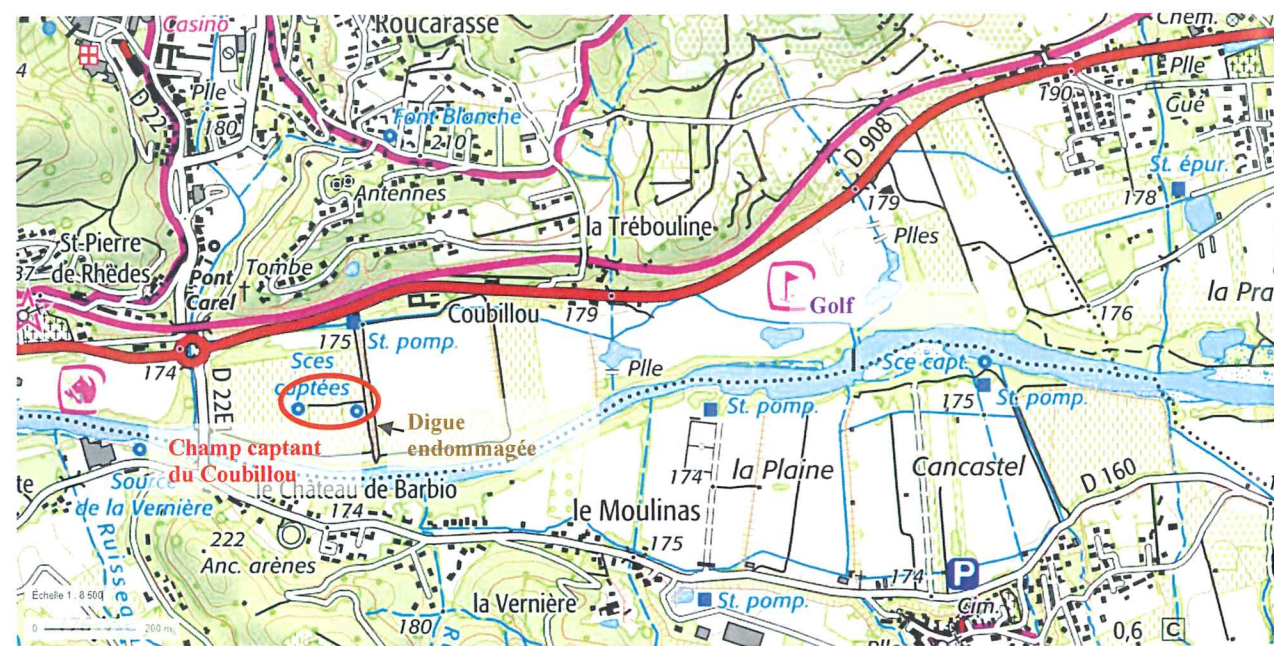 Casino
Roucarasse
Chem.
4
D 22
Plle
180
Font Blanche
210
190
Plle
Gué
D 908
Antennes
St. épur.
178
179
St-Pierre
de Rhèdes
la Trébouline
Plles
Pont
Carel
Tombe
37
Golf
la Pra
Coubillou
179
176
175
St. pomp.
174
Sces
captées
Plle
Sce capt.
D 22E1
St. pomp.
175
St. pomp.
Digue
endommagée
Champ captant
du Coubillou
174
la Plaine
Cancastel
D 160
Source
de la Vernière
le Château de Barbio
174
le Moulinas
222
Anc. arènes
175
174
P
Ruissea
Échelle 1 : 8 500
0
200 m
la Vernière
180
R
St. pomp.
Cim.
0,6
C